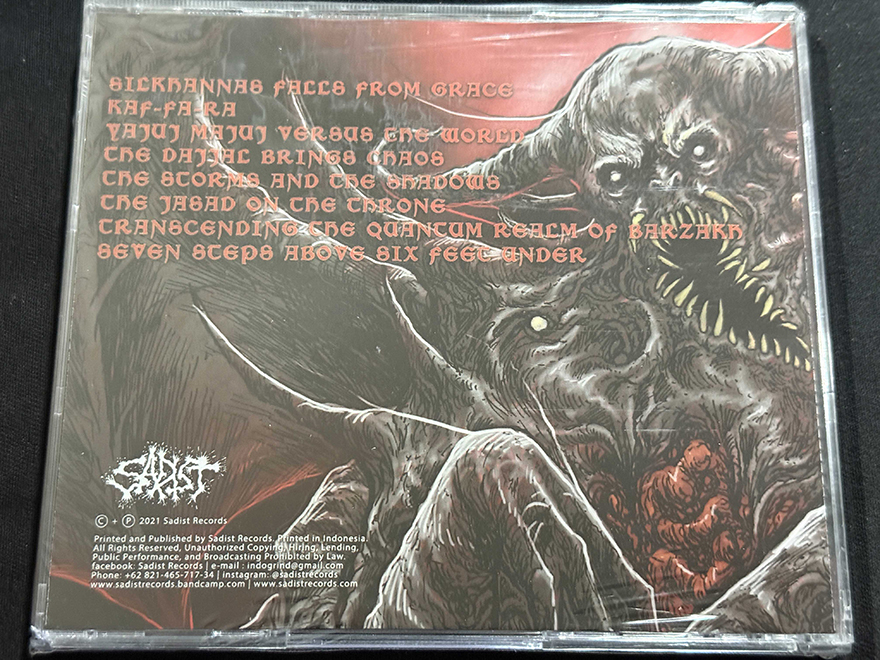 SILKHANNAS FALLS FROM GRACE
KAF-FA-RA
YAJUJ MAJUJ VERSUS THE WORLD
THE DAJJAL BRINGS CHAOS
THE STORMS AND THE SHADOWS
THE JASAD ON THE THRONE
TRANSCENDING THE QUANTUM REALM OF BARZAKH
SEVEN STEPS ABOVE SIX FEET UNDER
SADIST
© + ℗ 2021 Sadist Records
Printed and Published by Sadist Records. Printed in Indonesia.
All Rights Reserved, Unauthorized Copying, Hiring, Lending,
Public Performance, and Broadcasting Prohibited by Law.
facebook: Sadist Records | e-mail : indogrind@gmail.com
Phone: +62 821-465-717-34 | instagram: @sadistrecords
www.sadistrecords.bandcamp.com | www.sadistrecords.com